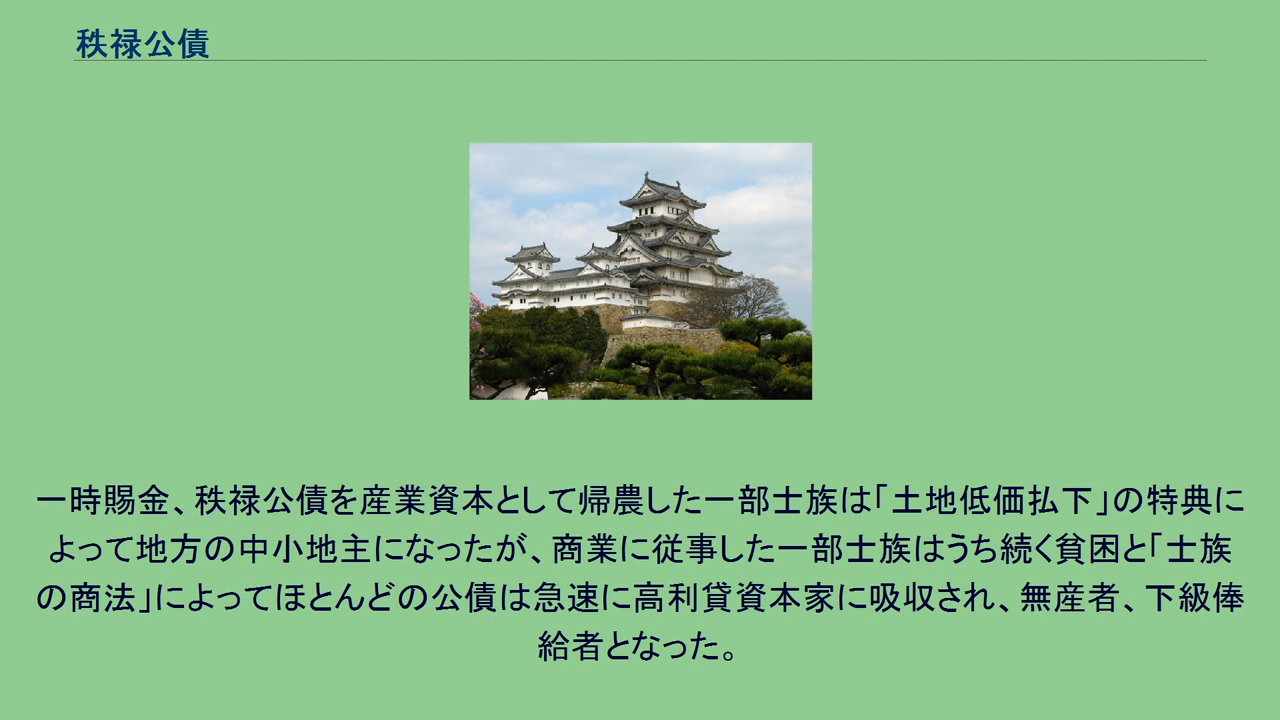 秩禄公債
一時賜金、秩禄公債を産業資本として帰農した一部士族は「土地低価払下」の特典に
よって地方の中小地主になったが、商業に従事した一部士族はうち続く貧困と「士族
の商法」によってほとんどの公債は急速に高利貸資本家に吸収され、無産者、下級俸
給者となった。